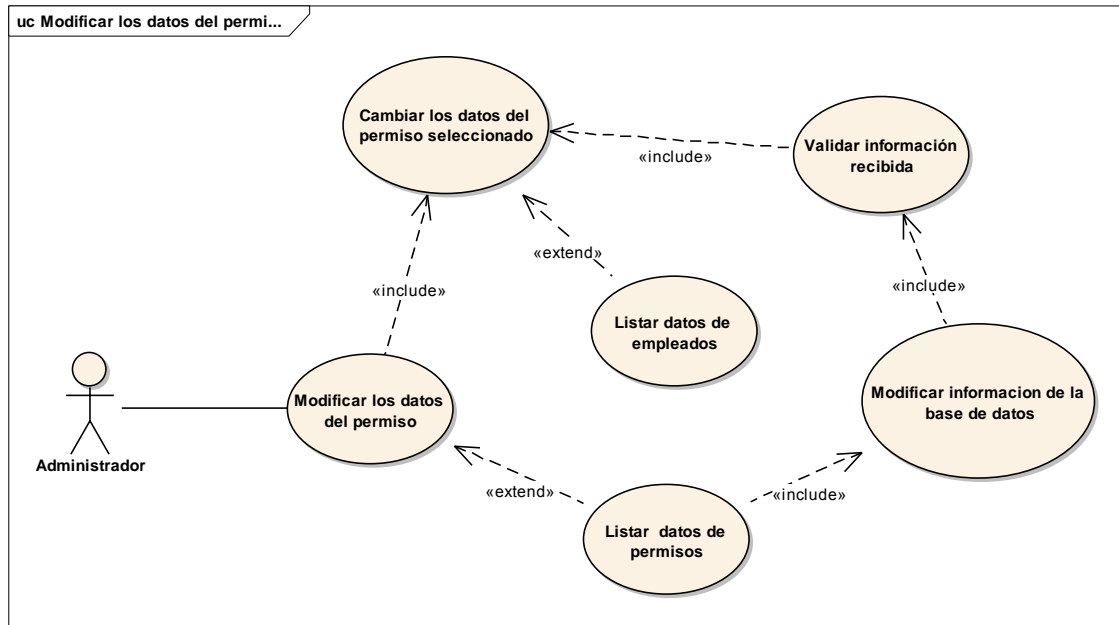 uc Modificar los datos del permi...
Cambiar los datos del
permiso seleccionado
Validar información
recibida
«include»
«extend»
«include»
«include»
Listar datos de
empleados
Modificar los datos
del permiso
Modificar informacion de la
base de datos
Administrador
«extend»
«include»
Listar datos de
permisos